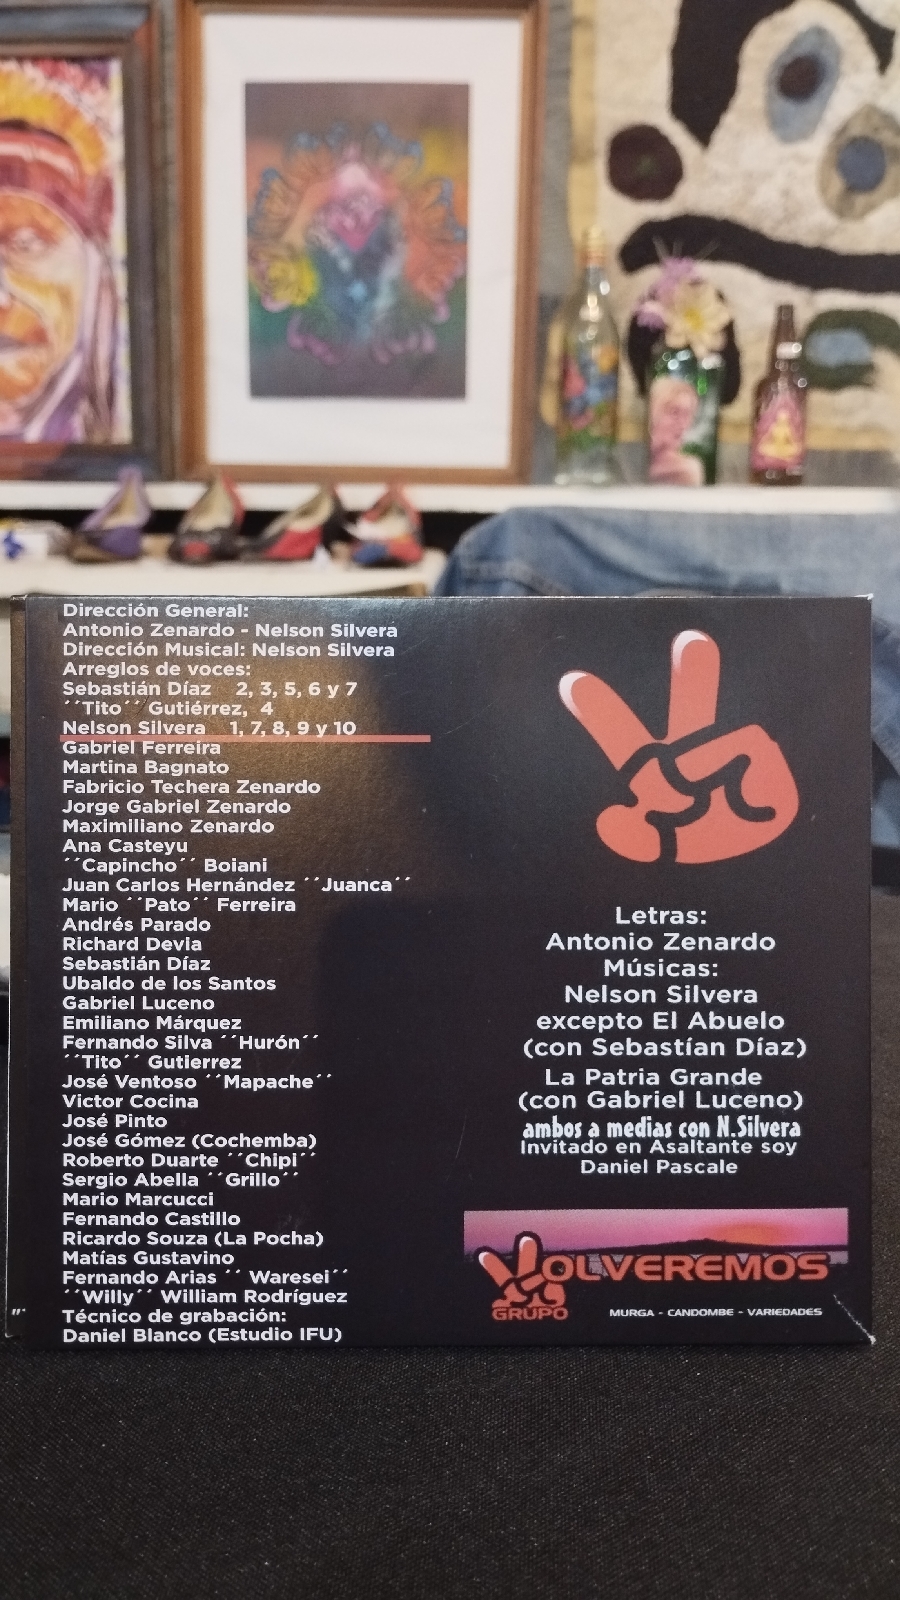 Dirección General:
Antonio Zenardo - Nelson Silvera
Dirección Musical: Nelson Silvera
Arreglos de voces:
Sebastián Díaz 2, 3, 5, 6 y 7
´´Tito´´ Gutiérrez, 4
Nelson Silvera 1, 7, 8, 9 y 10
Gabriel Ferreira
Martina Bagnato
Fabricio Techera Zenardo
Jorge Gabriel Zenardo
Maximiliano Zenardo
Ana Casteyu
´´Capincho´´ Boiani
Juan Carlos Hernández ´´Juanca´´
Mario ´´Pato´´ Ferreira
Andrés Parado
Richard Devia
Sebastián Díaz
Ubaldo de los Santos
Gabriel Luceno
Emiliano Márquez
Fernando Silva ´´Hurón´´
´´Tito´´ Gutierrez
José Ventoso ´´Mapache´´
Victor Cocina
José Pinto
José Gómez (Cochemba)
Roberto Duarte ´´Chipi´´
Sergio Abella ´´Grillo´´
Mario Marcucci
Fernando Castillo
Ricardo Souza (La Pocha)
Matías Gustavino
Fernando Arias ´´ Waresei´´
´´Willy´´ William Rodríguez
Técnico de grabación:
Daniel Blanco (Estudio IFU)
Letras:
Antonio Zenardo
Músicas:
Nelson Silvera
excepto El Abuelo
(con Sebastían Díaz)
La Patria Grande
(con Gabriel Luceno)
ambos a medias con N.Silvera
Invitado en Asaltante soy
Daniel Pascale
VOLVEREMOS
GRUPO
MURGA - CANDOMBE - VARIEDADES